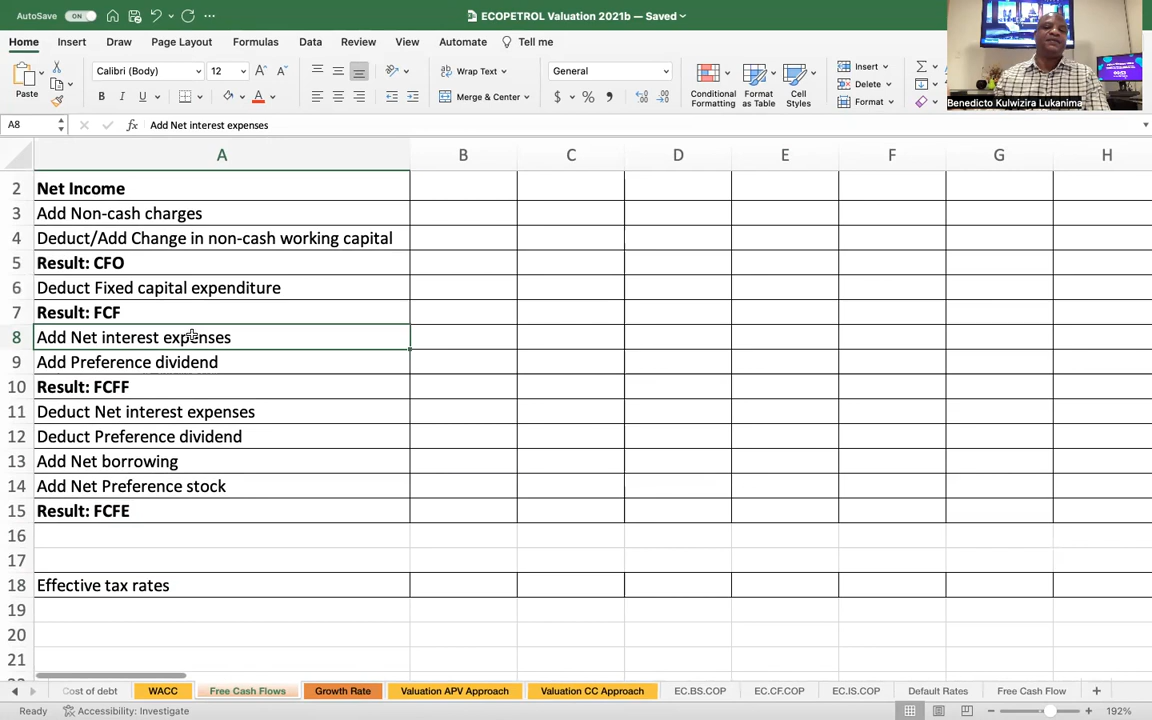 AutoSave ON ECOPETROL Valuation 2021b — Saved
Home Insert Draw Page Layout Formulas Data Review View Automate Tell me
Paste Calibri (Body) 12 A A Wrap Text General Conditional Formatting Format as Table Cell Styles Insert
B I U A Merge & Center $ % Delete
Format
Benedicto Kulwizira Lukanima
A8 fx Add Net interest expenses
A B C D E F G H
2 Net Income
3 Add Non-cash charges
4 Deduct/Add Change in non-cash working capital
5 Result: CFO
6 Deduct Fixed capital expenditure
7 Result: FCF
8 Add Net interest expenses
9 Add Preference dividend
10 Result: FCFF
11 Deduct Net interest expenses
12 Deduct Preference dividend
13 Add Net borrowing
14 Add Net Preference stock
15 Result: FCFE
16
17
18 Effective tax rates
19
20
21
Cost of debt WACC Free Cash Flows Growth Rate Valuation APV Approach Valuation CC Approach EC.BS.COP EC.CF.COP EC.IS.COP Default Rates Free Cash Flow +
Ready Accessibility: Investigate 192%